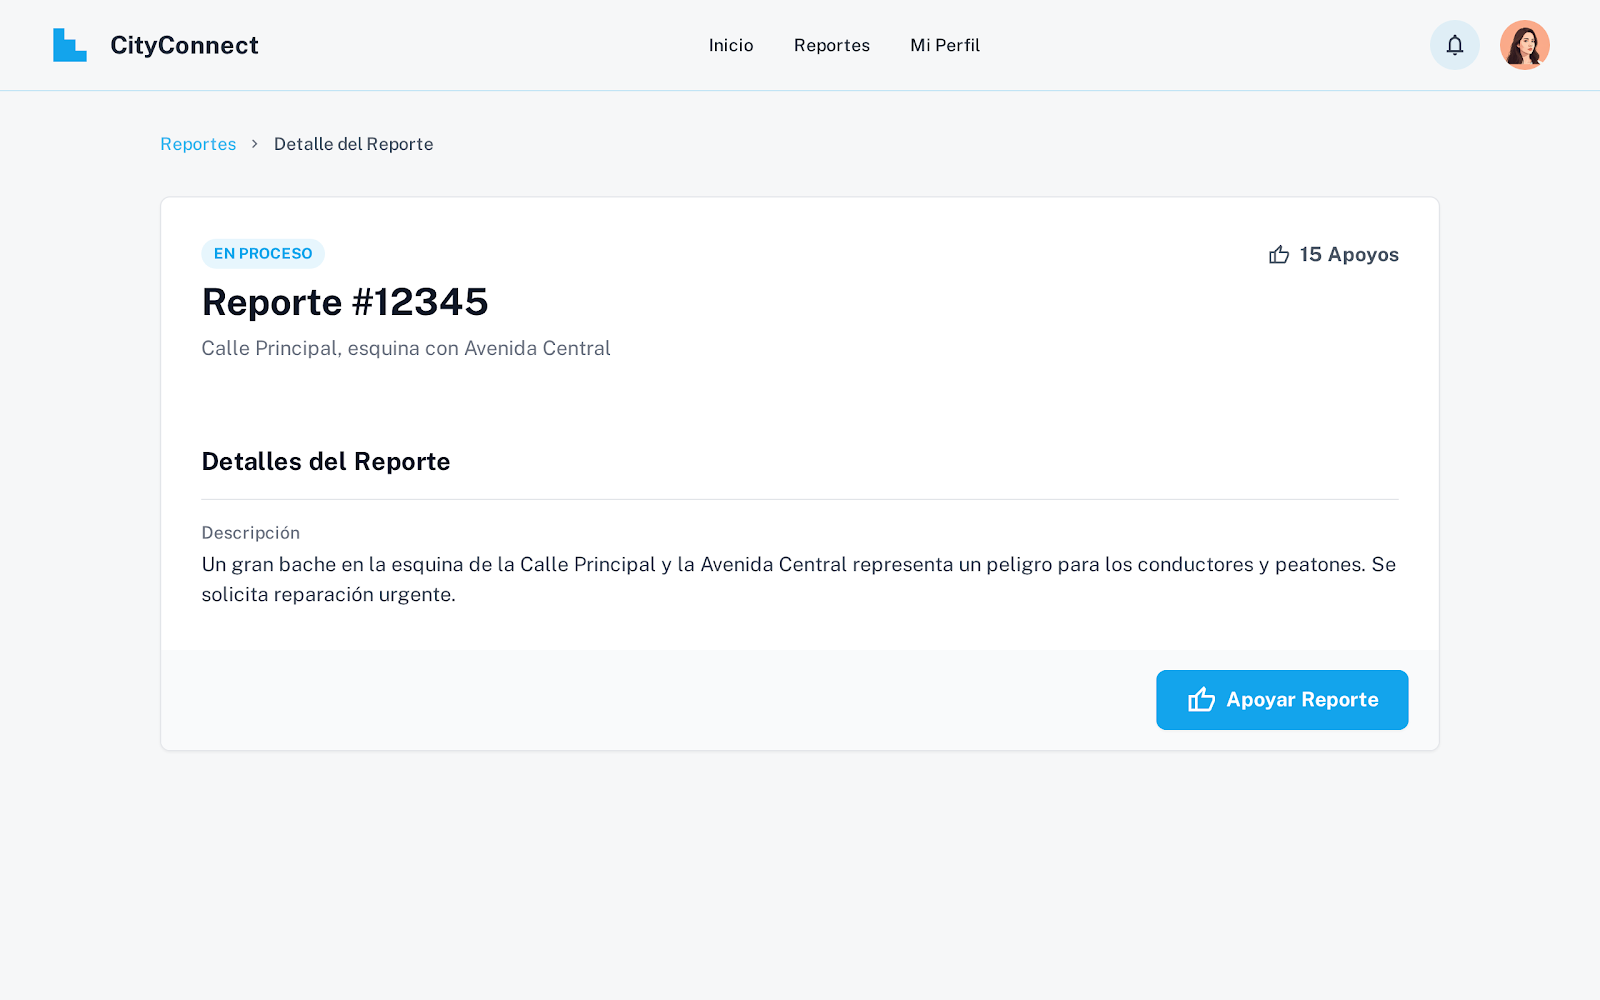 CityConnect
Inicio
Reportes
Mi Perfil
Reportes > Detalle del Reporte
EN PROCESO
15 Apoyos
Reporte #12345
Calle Principal, esquina con Avenida Central
Detalles del Reporte
Descripción
Un gran bache en la esquina de la Calle Principal y la Avenida Central representa un peligro para los conductores y peatones. Se
solicita reparación urgente.
Apoyar Reporte